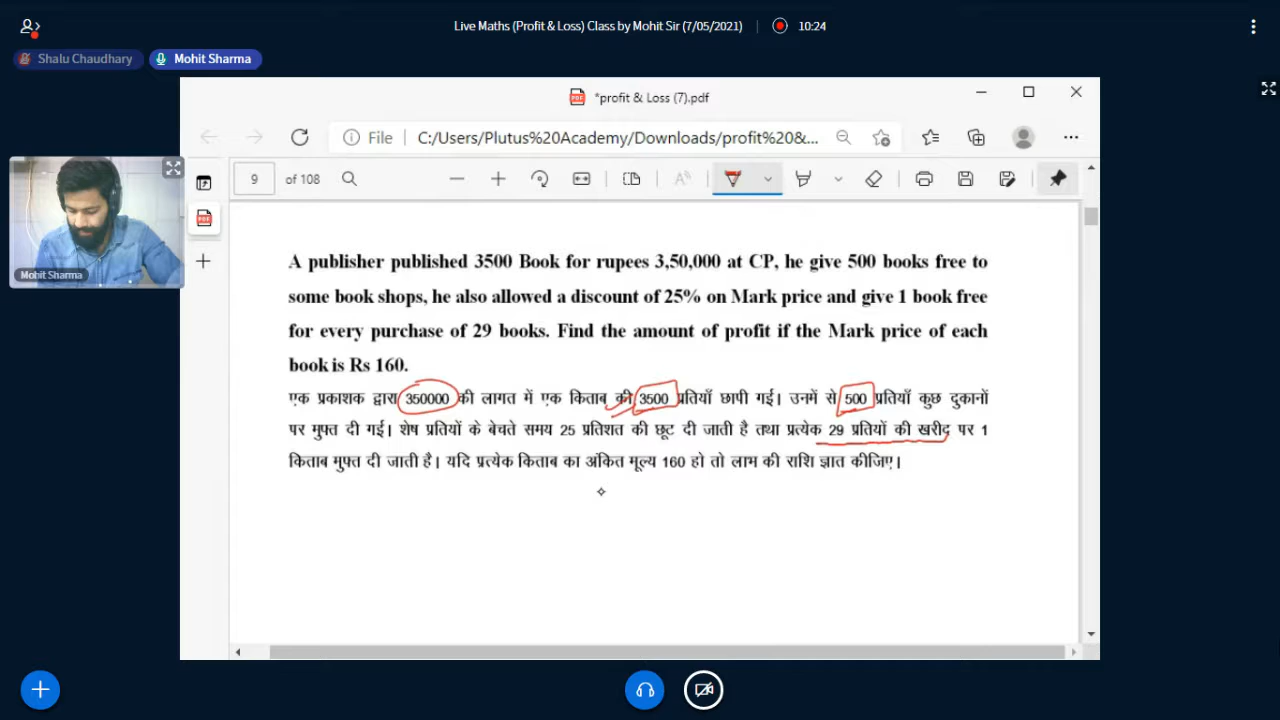 Live Maths (Profit & Loss) Class by Mohit Sir (7/05/2021)
10:24
Shalu Chaudhary
Mohit Sharma
*profit & Loss (7).pdf
File
C:/Users/Plutus%20Academy/Downloads/profit%20&...
9 of 108
Mohit Sharma
A publisher published 3500 Book for rupees 3,50,000 at CP, he give 500 books free to
some book shops, he also allowed a discount of 25% on Mark price and give 1 book free
for every purchase of 29 books. Find the amount of profit if the Mark price of each
book is Rs 160.
एक प्रकाशक द्वारा 350000 की लागत में एक किताब की 3500 प्रतियाँ छापी गई। उनमें से 500 प्रतियाँ कुछ दुकानों
पर मुफ्त दी गई। शेष प्रतियों के बेचते समय 25 प्रतिशत की छूट दी जाती है तथा प्रत्येक 29 प्रतियों की खरीद पर 1
किताब मुफ्त दी जाती है। यदि प्रत्येक किताब का अंकित मूल्य 160 हो तो लाभ की राशि ज्ञात कीजिए।